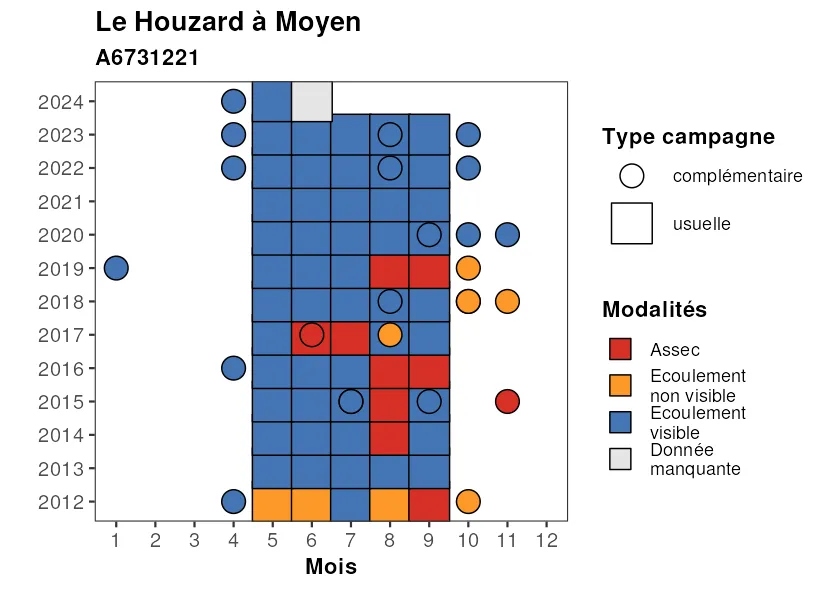 Le Houzard à Moyen
A6731221
2024
2023
2022
2021
2020
2019
2018
2017
2016
2015
2014
2013
2012
1 2 3 4 5 6 7 8 9 10 11 12
Mois
Type campagne
complémentaire
usuelle
Modalités
Assec
Ecoulement
non visible
Ecoulement
visible
Donnée
manquante